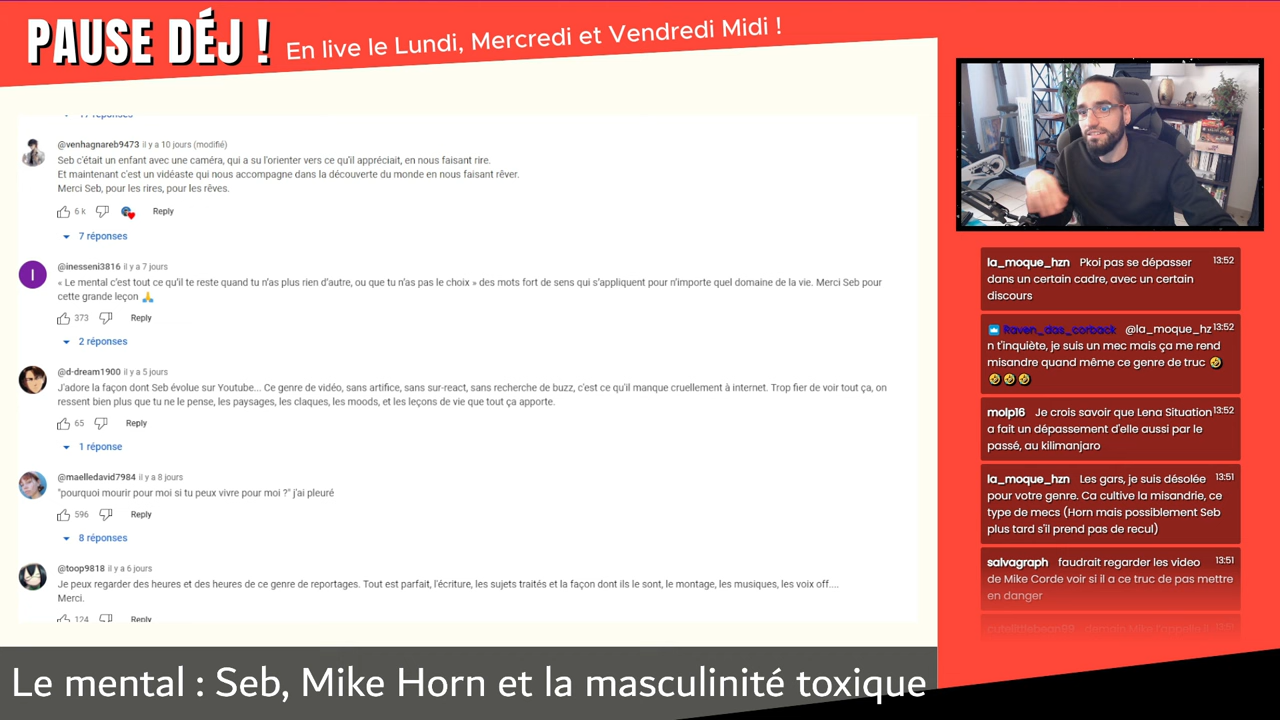 PAUSE DÉJ !
En live le Lundi, Mercredi et Vendredi Midi !
réponses
@venhagnareb9473 il y a 10 jours (modifié)
Seb c'était un enfant avec une caméra, qui a su l'orienter vers ce qu'il appréciait, en nous faisant rire.
Et maintenant c'est un vidéaste qui nous accompagne dans la découverte du monde en nous faisant rêver.
Merci Seb, pour les rires, pour les rêves.
6 k Reply
7 réponses
I
@inesseni3816 il y a 7 jours
« Le mental c'est tout ce qu'il te reste quand tu n'as plus rien d'autre, ou que tu n'as pas le choix » des mots fort de sens qui s'appliquent pour n'importe quel domaine de la vie. Merci Seb pour
cette grande leçon 🙏
373 Reply
2 réponses
@d-dream1900 il y a 5 jours
J'adore la façon dont Seb évolue sur Youtube... Ce genre de vidéo, sans artifice, sans sur-react, sans recherche de buzz, c'est ce qu'il manque cruellement à internet. Trop fier de voir tout ça, on
ressent bien plus que tu ne le pense, les paysages, les claques, les moods, et les leçons de vie que tout ça apporte.
65 Reply
1 réponse
@maelledavid7984 il y a 8 jours
"pourquoi mourir pour moi si tu peux vivre pour moi ?" j'ai pleuré
596 Reply
8 réponses
@toop9818 il y a 6 jours
Je peux regarder des heures et des heures de ce genre de reportages. Tout est parfait, l'écriture, les sujets traités et la façon dont ils le sont, le montage, les musiques, les voix off....
Merci.
124 Reply
la_moque_hzn Pkoi pas se dépasser 13:52
dans un certain cadre, avec un certain
discours
Raven_das_corback @la_moque_hz 13:52
n t'inquiète, je suis un mec mais ça me rend
misandre quand même ce genre de truc 🤣
🤣🤣🤣
molp16 Je crois savoir que Lena Situation 13:52
a fait un dépassement d'elle aussi par le
passé, au kilimanjaro
la_moque_hzn Les gars, je suis désolée 13:51
pour votre genre. Ca cultive la misandrie, ce
type de mecs (Horn mais possiblement Seb
plus tard s'il prend pas de recul)
salvagraph faudrait regarder les video 13:51
de Mike Corde voir si il a ce truc de pas mettre
en danger
Le mental : Seb, Mike Horn et la masculinité toxique